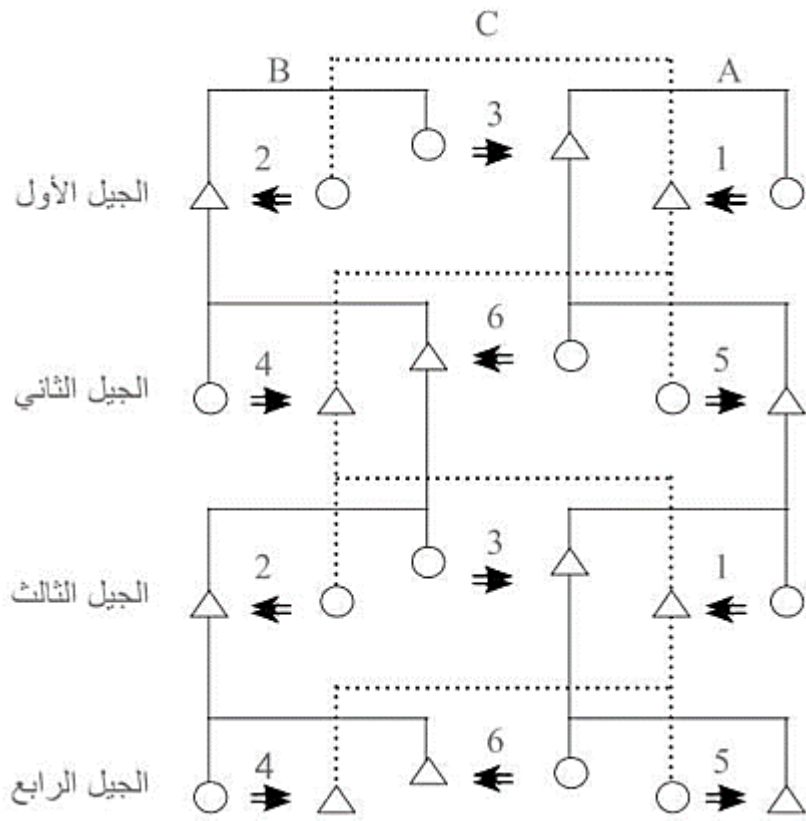 C
B A
3
2 1
الجيل الأول
6
4 5
الجيل الثاني
3
2 1
الجيل الثالث
6
4 5
الجيل الرابع